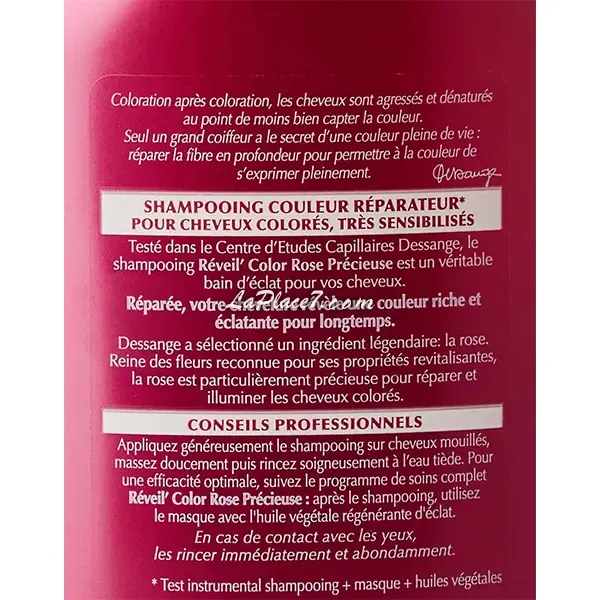 Coloration après coloration, les cheveux sont agressés et dénaturés
au point de moins bien capter la couleur.
Seul un grand coiffeur a le secret d'une couleur pleine de vie :
réparer la fibre en profondeur pour permettre à la couleur de
s'exprimer pleinement.
Dessange
SHAMPOOING COULEUR RÉPARATEUR*
POUR CHEVEUX COLORÉS, TRÈS SENSIBILISÉS
Testé dans le Centre d'Etudes Capillaires Dessange, le
shampooing Réveil' Color Rose Précieuse est un véritable
bain d'éclat pour vos cheveux.
Réparée, votre chevelure révèle une couleur riche et
LaPlace7ic.com
éclatante pour longtemps.
Dessange a sélectionné un ingrédient légendaire: la rose.
Reine des fleurs reconnue pour ses propriétés revitalisantes,
la rose est particulièrement précieuse pour réparer et
illuminer les cheveux colorés.
CONSEILS PROFESSIONNELS
Appliquez généreusement le shampooing sur cheveux mouillés,
massez doucement puis rincez soigneusement à l'eau tiède. Pour
une efficacité optimale, suivez le programme de soins complet
Réveil' Color Rose Précieuse : après le shampooing, utilisez
le masque avec l'huile végétale régénérante d'éclat.
En cas de contact avec les yeux,
les rincer immédiatement et abondamment.
* Test instrumental shampooing + masque + huiles végétales